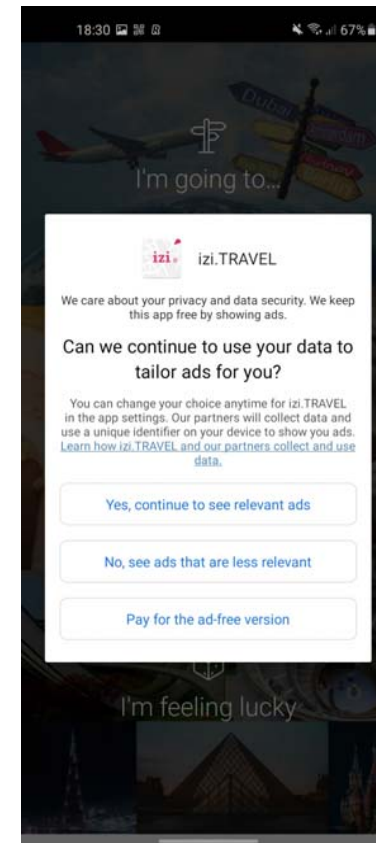 18:30
67%
Dubai
Amsterdam
Sydney
I'm going to...
izi.
izi.TRAVEL
We care about your privacy and data security. We keep
this app free by showing ads.
Can we continue to use your data to
tailor ads for you?
You can change your choice anytime for izi.TRAVEL
in the app settings. Our partners will collect data and
use a unique identifier on your device to show you ads.
Learn how izi.TRAVEL and our partners collect and use
data.
Yes, continue to see relevant ads
No, see ads that are less relevant
Pay for the ad-free version
I'm feeling lucky